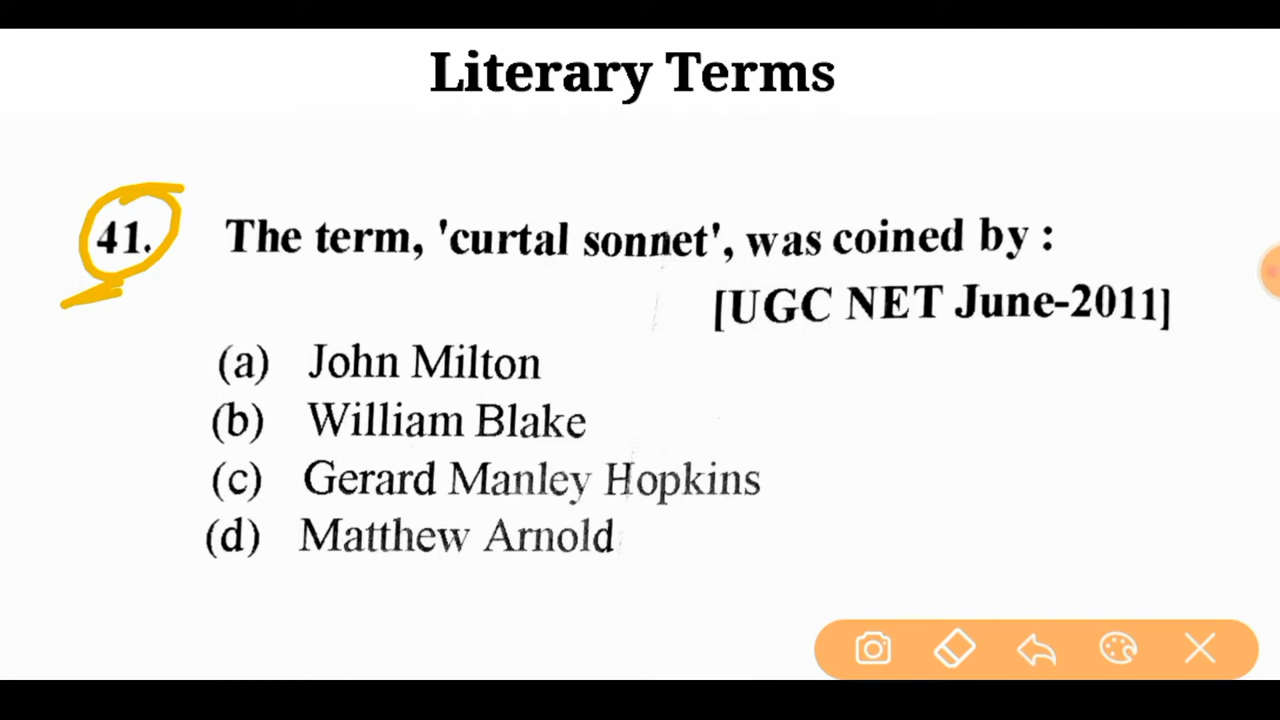 Literary Terms
41. The term, 'curtal sonnet', was coined by :
[UGC NET June-2011]
(a) John Milton
(b) William Blake
(c) Gerard Manley Hopkins
(d) Matthew Arnold